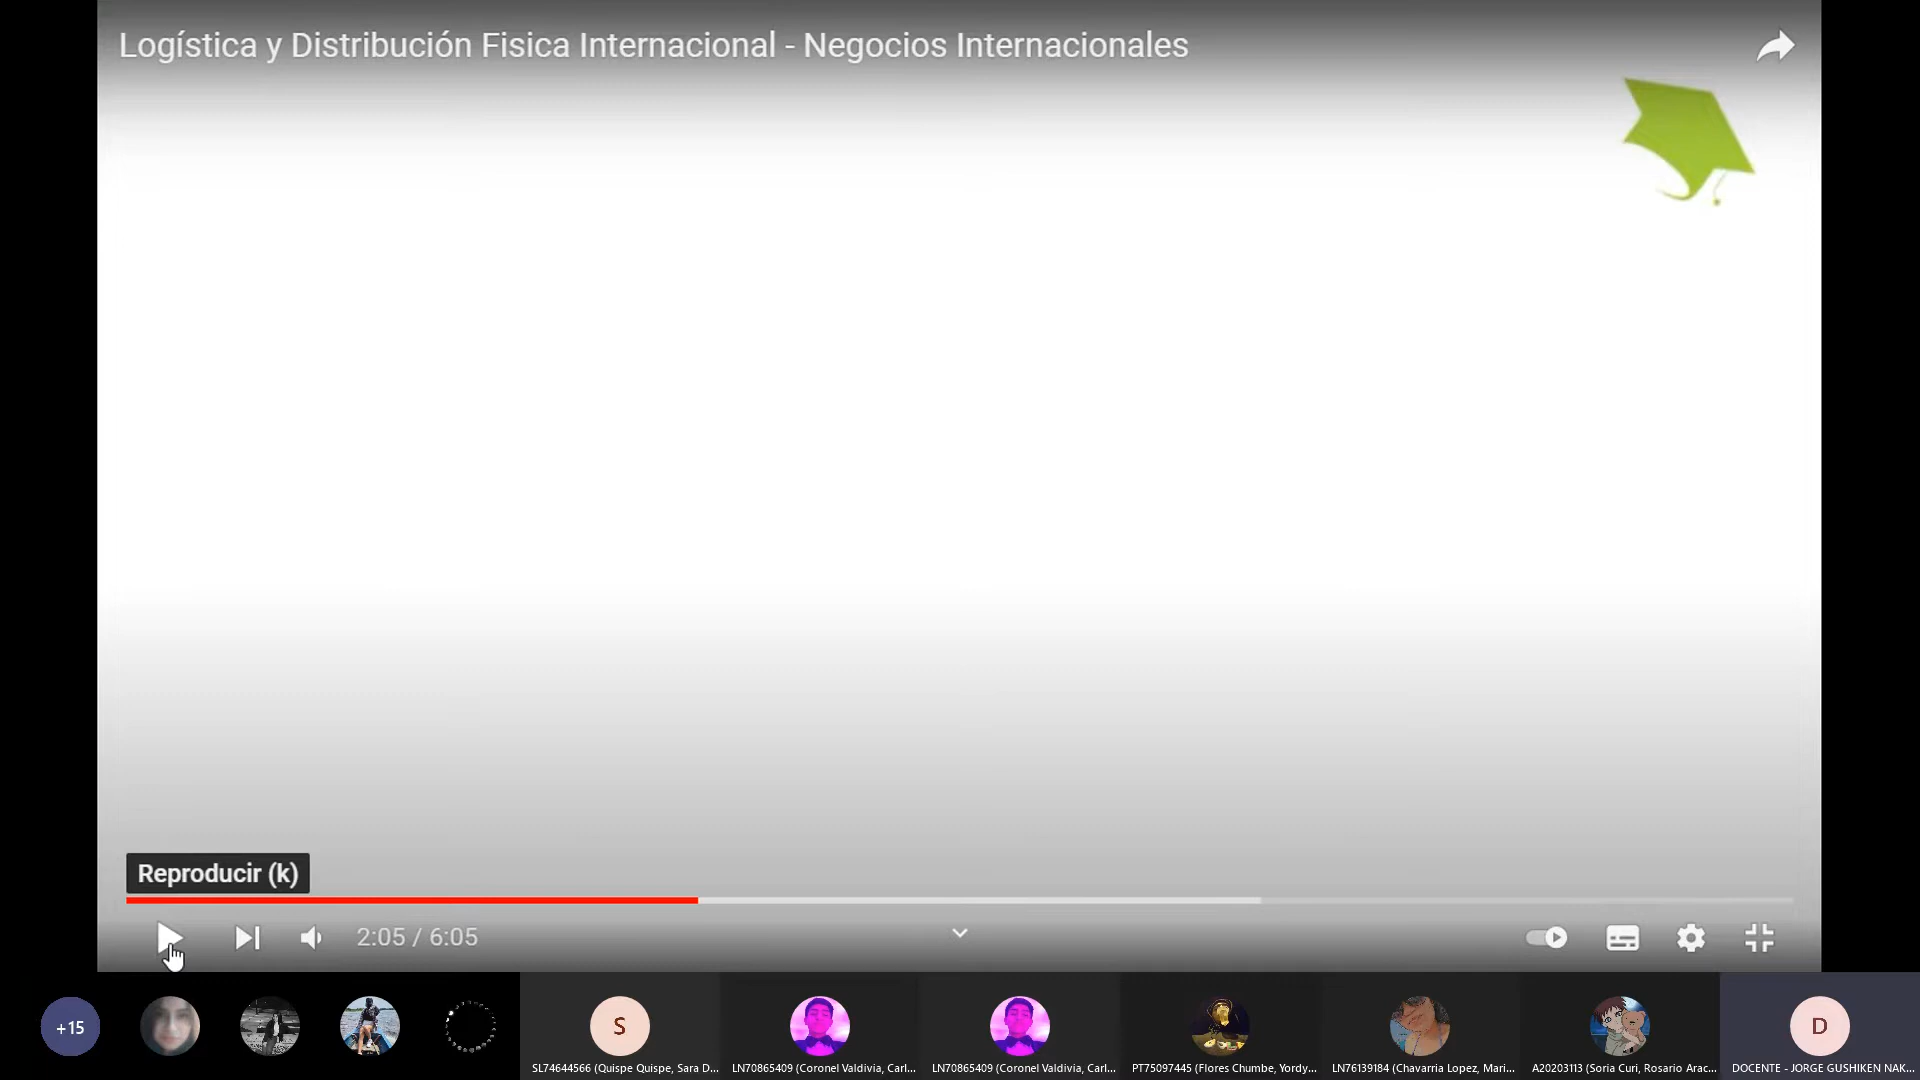 Logística y Distribución Fisica Internacional - Negocios Internacionales
Reproducir (k)
2:05 / 6:05
+15
S
D
SL74644566 (Quispe Quispe, Sara D...
LN70865409 (Coronel Valdivia, Carl...
LN70865409 (Coronel Valdivia, Carl...
PT75097445 (Flores Chumbe, Yordy...
LN76139184 (Chavarria Lopez, Mari...
A20203113 (Soria Curi, Rosario Arac...
DOCENTE - JORGE GUSHIKEN NAK...